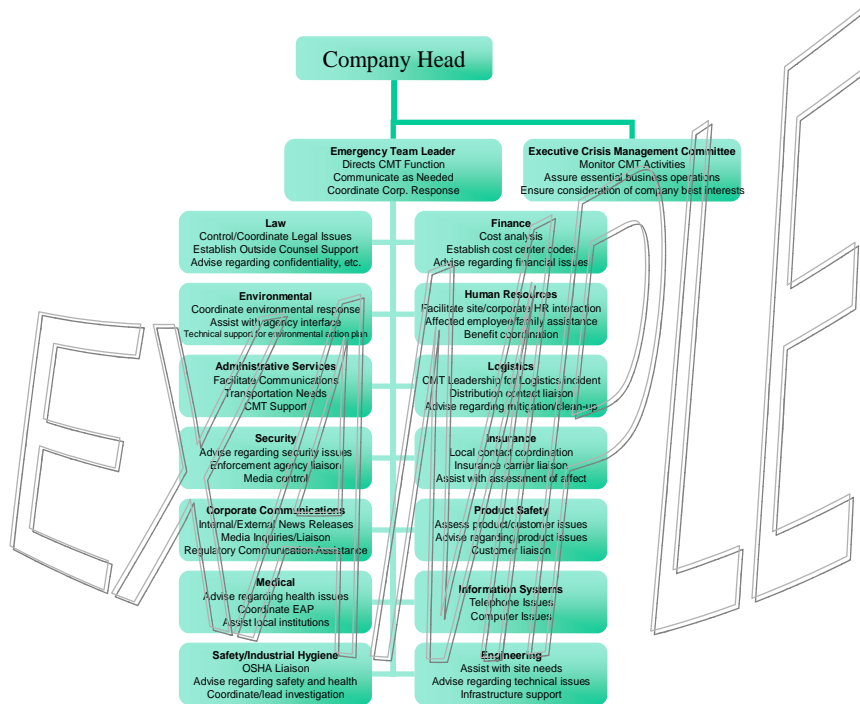 Company Head
Emergency Team Leader
Directs CMT Function
Communicate as Needed
Coordinate Corp. Response
Executive Crisis Management Committee
Monitor CMT Activities
Assure essential business operations
Ensure consideration of company best interests
Law
Control/Coordinate Legal Issues
Establish Outside Counsel Support
Advise regarding confidentiality, etc.
Finance
Cost analysis
Establish cost center codes
Advise regarding financial issues
Environmental
Coordinate environmental response
Assist with agency interface
Technical support for environmental action plan
Human Resources
Facilitate site/corporate HR interaction
Affected employee/family assistance
Benefit coordination
Administrative Services
Facilitate Communications
Transportation Needs
CMT Support
Logistics
CMT Leadership for Logistics incident
Distribution contact liaison
Advise regarding mitigation/clean-up
Security
Advise regarding security issues
Enforcement agency liaison
Media control
Insurance
Local contact coordination
Insurance carrier liaison
Assist with assessment of affect
Corporate Communications
Internal/External News Releases
Media Inquiries/Liaison
Regulatory Communication Assistance
Product Safety
Assess product/customer issues
Advise regarding product issues
Customer liaison
Medical
Advise regarding health issues
Coordinate EAP
Assist local institutions
Information Systems
Telephone Issues
Computer Issues
Safety/Industrial Hygiene
OSHA Liaison
Advise regarding safety and health
Coordinate/lead investigation
Engineering
Assist with site needs
Advise regarding technical issues
Infrastructure support
EXAMPLE